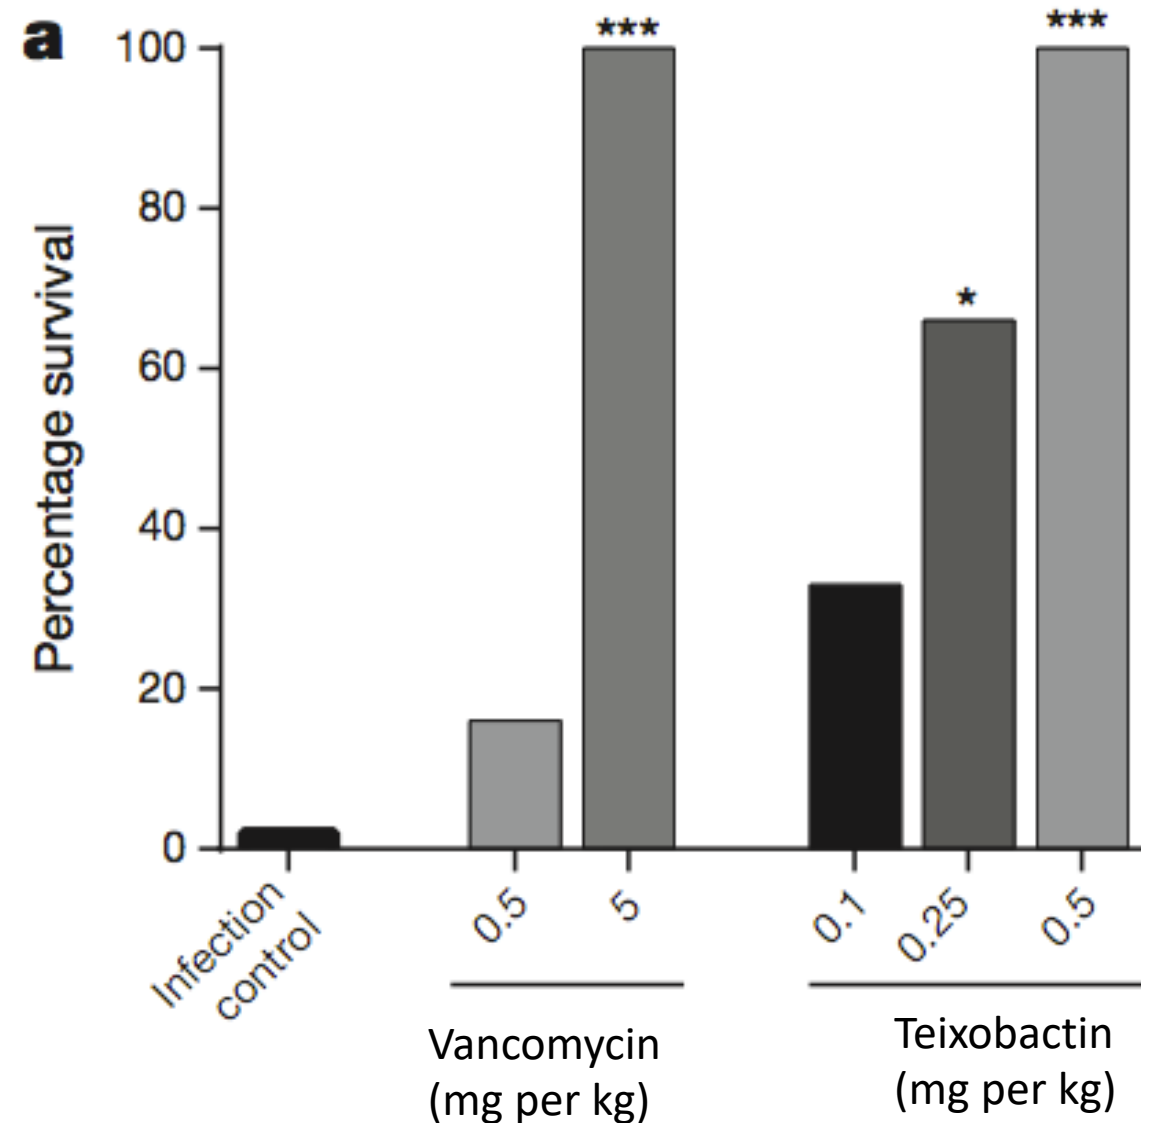 a
Percentage survival
100
80
60
40
20
0
***
*
***
Infection
control
0.5
5
0.1
0.25
0.5
Vancomycin
(mg per kg)
Teixobactin
(mg per kg)